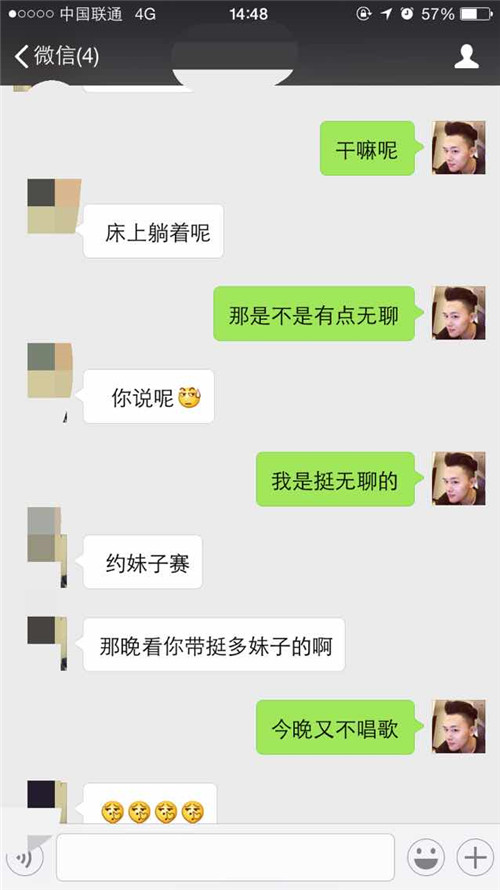 中国联通 4G 14:48 57%
微信(4)
干嘛呢
床上躺着呢
那是不是有点无聊
你说呢
我是挺无聊的
约妹子赛
那晚看你带挺多妹子的啊
今晚又不唱歌